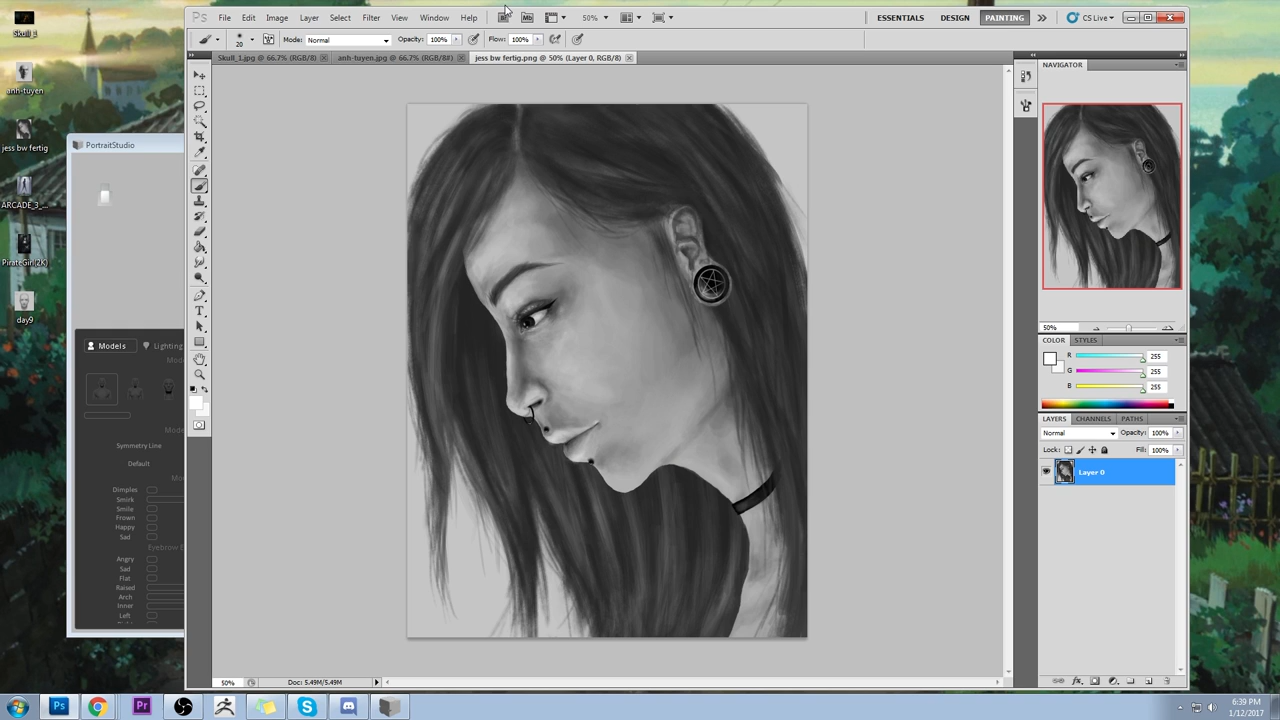 Ps File Edit Image Layer Select Filter View Window Help Br Mb 50% ESSENTIALS DESIGN PAINTING CS Live
20 Mode: Normal Opacity: 100% Flow: 100%
Skull_1.jpg @ 66.7% (RGB/8) anh-tuyen.jpg @ 66.7% (RGB/8#) jess bw fertig.png @ 50% (Layer 0, RGB/8)
Skull_1
anh-tuyen
jess bw fertig
ARCADE_3_...
PirateGirl(2K)
day9
PortraitStudio
Models Lighting
Symmetry Line
Default
Dimples
Smirk
Smile
Frown
Happy
Sad
Angry
Sad
Flat
Raised
Arch
Inner
Left
NAVIGATOR
50%
COLOR STYLES
R 255
G 255
B 255
LAYERS CHANNELS PATHS
Normal Opacity: 100%
Lock: Fill: 100%
Layer 0
50% Doc: 5.49M/5.49M
Ps Pr
6:39 PM
1/12/2017